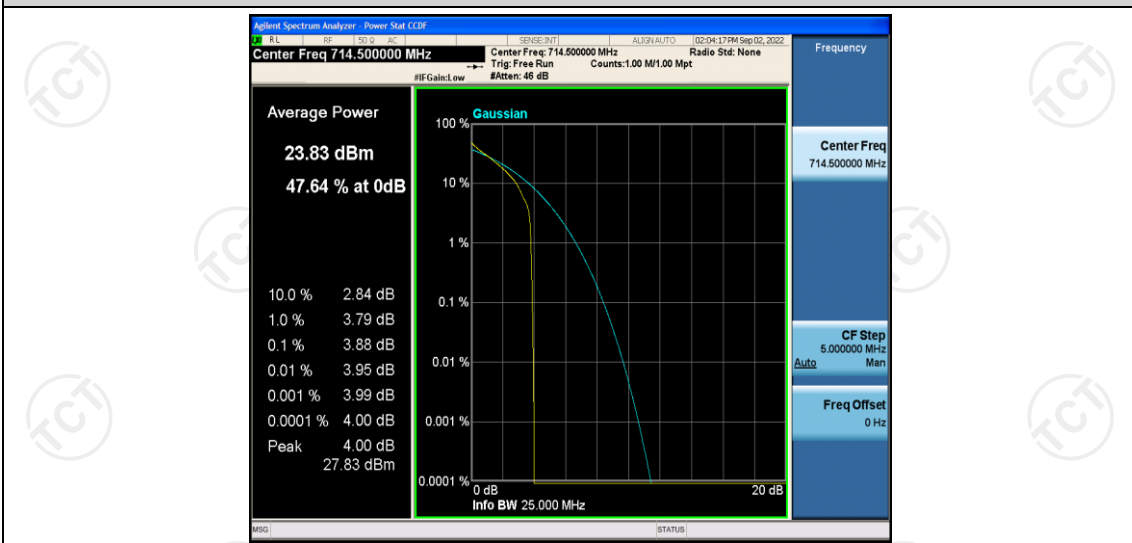 Agilent Spectrum Analyzer - Power Stat CCDF
RL RF 50 Ω AC SENSE:INT ALIGN AUTO 02:04:17 PM Sep 02, 2022
Center Freq 714.500000 MHz
Center Freq: 714.500000 MHz Radio Std: None
Trig: Free Run Counts:1.00 M/1.00 Mpt
#IFGain:Low #Atten: 46 dB
Frequency
Average Power
23.83 dBm
47.64 % at 0dB
10.0 % 2.84 dB
1.0 % 3.79 dB
0.1 % 3.88 dB
0.01 % 3.95 dB
0.001 % 3.99 dB
0.0001 % 4.00 dB
Peak 4.00 dB
27.83 dBm
Gaussian
100 %
10 %
1 %
0.1 %
0.01 %
0.001 %
0.0001 %
0 dB 20 dB
Info BW 25.000 MHz
Center Freq
714.500000 MHz
CF Step
5.000000 MHz
Auto Man
Freq Offset
0 Hz
MSG STATUS
TCT
TCT
TCT
TCT
TCT
TCT